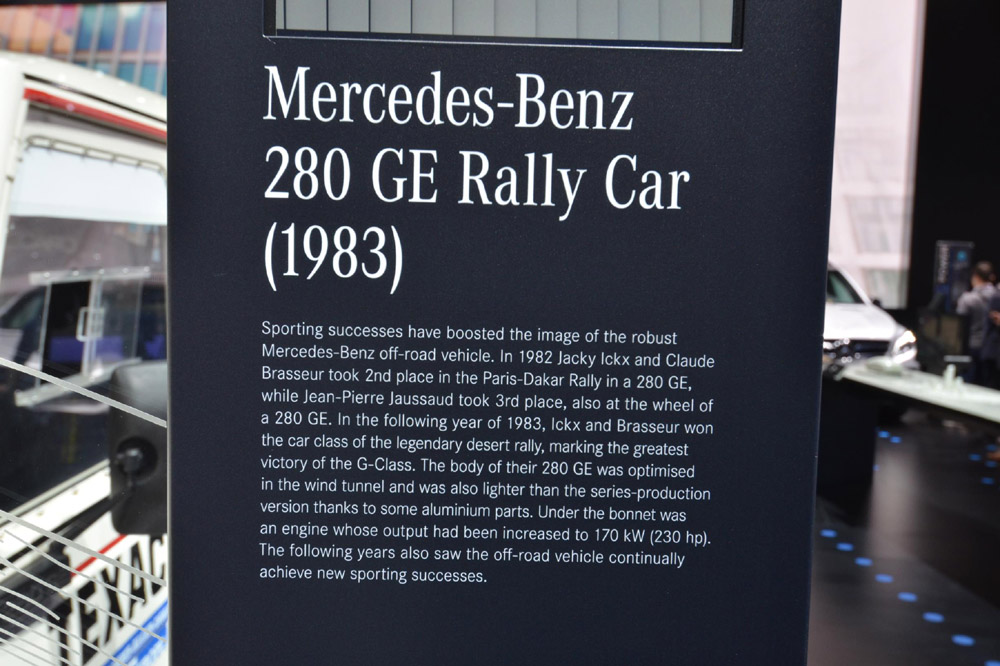 Mercedes-Benz
280 GE Rally Car
(1983)
Sporting successes have boosted the image of the robust
Mercedes-Benz off-road vehicle. In 1982 Jacky Ickx and Claude
Brasseur took 2nd place in the Paris-Dakar Rally in a 280 GE,
while Jean-Pierre Jaussaud took 3rd place, also at the wheel of
a 280 GE. In the following year of 1983, Ickx and Brasseur won
the car class of the legendary desert rally, marking the greatest
victory of the G-Class. The body of their 280 GE was optimised
in the wind tunnel and was also lighter than the series-production
version thanks to some aluminium parts. Under the bonnet was
an engine whose output had been increased to 170 kW (230 hp).
The following years also saw the off-road vehicle continually
achieve new sporting successes.
TEXAC